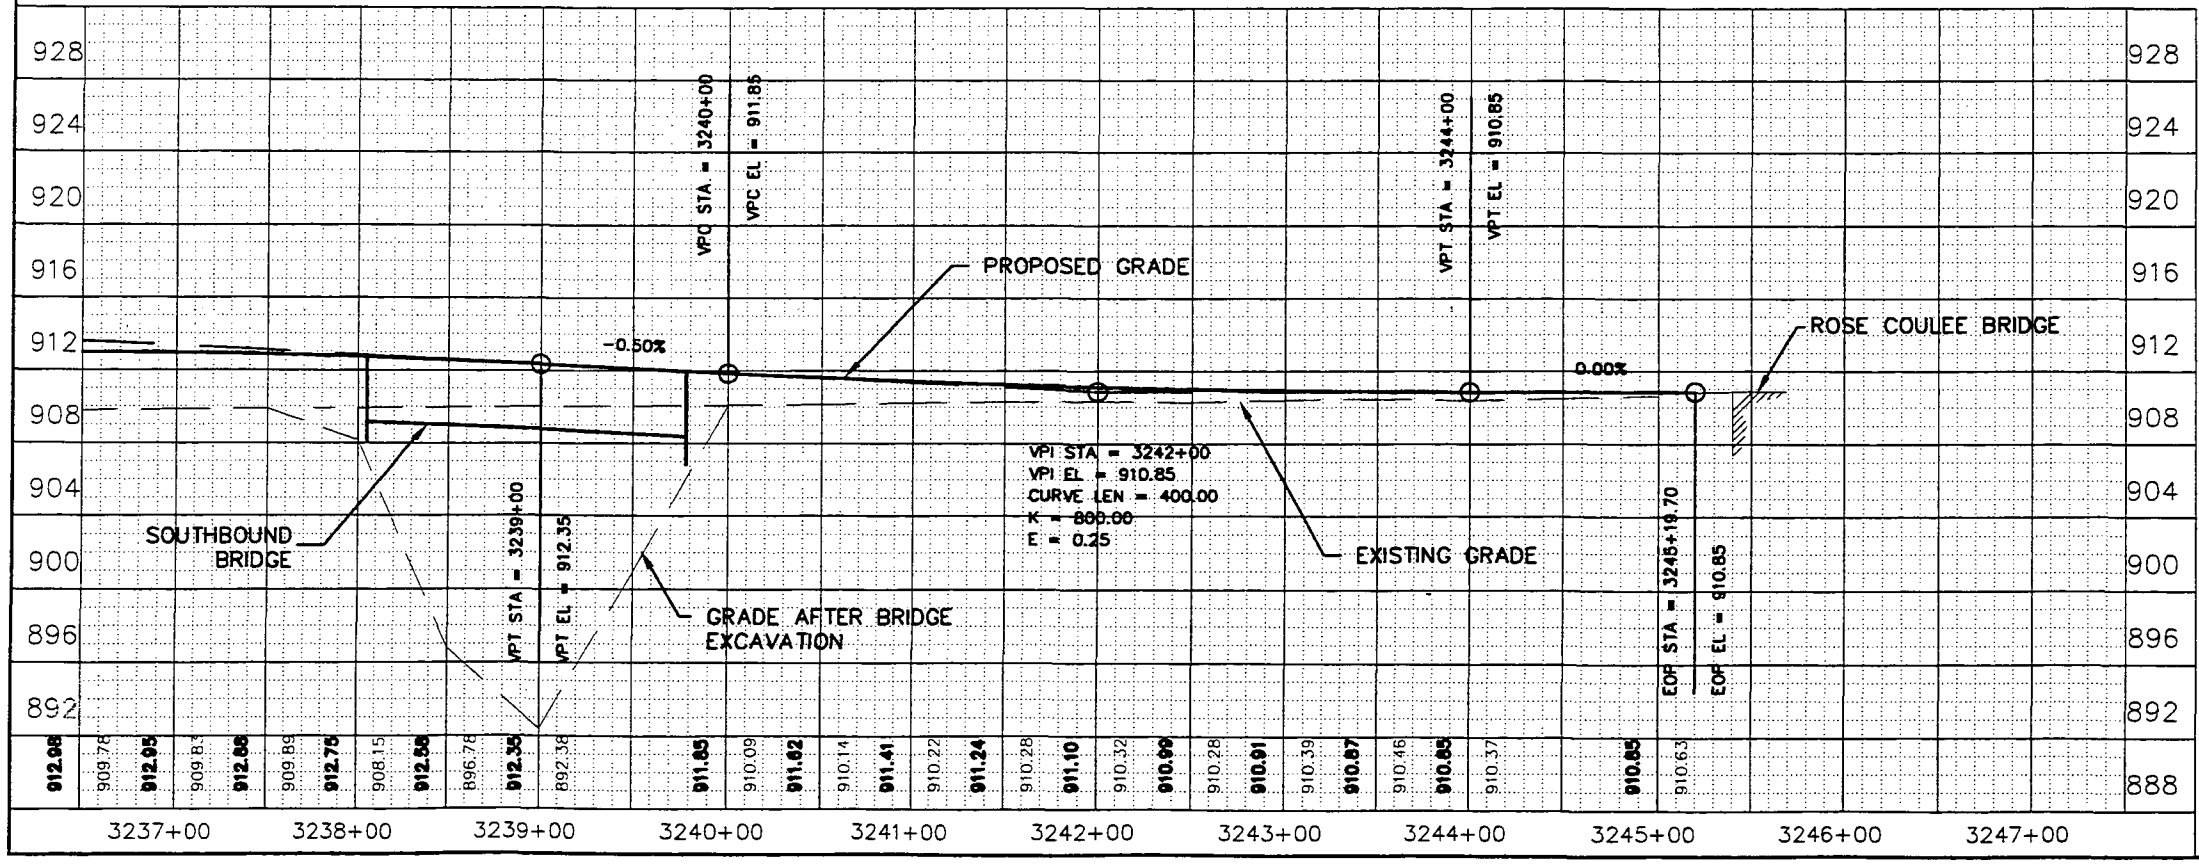 928
928
924
924
920
920
916
916
912
912
908
908
904
904
900
900
896
896
892
892
888
VPC STA. = 3240+00
VPC EL = 911.85
VPT STA = 3244+00
VPT EL = 910.85
PROPOSED GRADE
ROSE COULEE BRIDGE
-0.50%
0.00%
VPI STA = 3242+00
VPI EL = 910.85
CURVE LEN = 400.00
K = 800.00
E = 0.25
SOUTHBOUND
BRIDGE
VPT STA = 3239+00
VPT EL = 912.35
EXISTING GRADE
GRADE AFTER BRIDGE
EXCAVATION
EOP STA = 3245+19.70
EOP EL = 910.85
912.98 909.78 912.95 909.83 912.88 909.89 912.75 908.15 912.58 896.78 912.35 892.38 911.85 910.09 911.62 910.14 911.41 910.22 911.24 910.28 911.10 910.32 910.99 910.28 910.91 910.39 910.87 910.46 910.85 910.37 910.85 910.63
3237+00 3238+00 3239+00 3240+00 3241+00 3242+00 3243+00 3244+00 3245+00 3246+00 3247+00